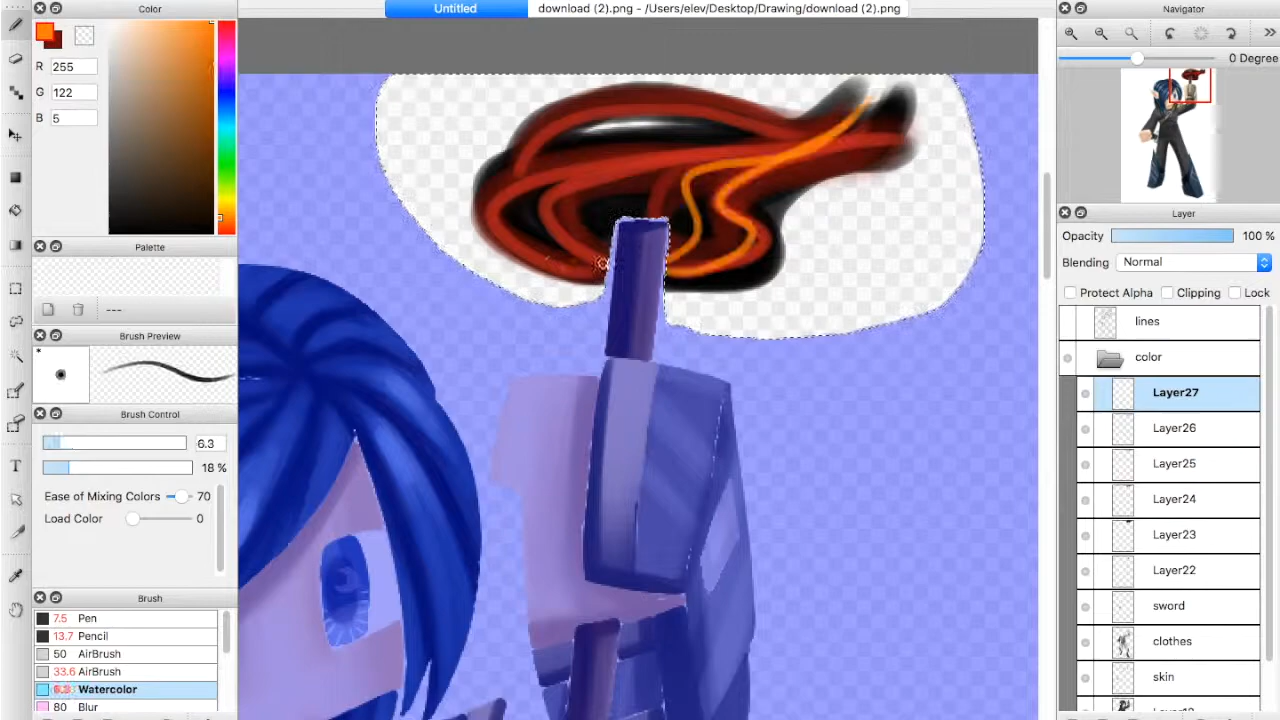 Color
Untitled
download (2).png - /Users/elev/Desktop/Drawing/download (2).png
Navigator
R 255
G 122
B 5
0 Degree
Palette
---
Brush Preview
*
Brush Control
6.3
18 %
Ease of Mixing Colors 70
Load Color 0
Brush
7.5 Pen
13.7 Pencil
50 AirBrush
33.6 AirBrush
Watercolor
80 Blur
Layer
Opacity 100 %
Blending Normal
Protect Alpha Clipping Lock
lines
color
Layer27
Layer26
Layer25
Layer24
Layer23
Layer22
sword
clothes
skin